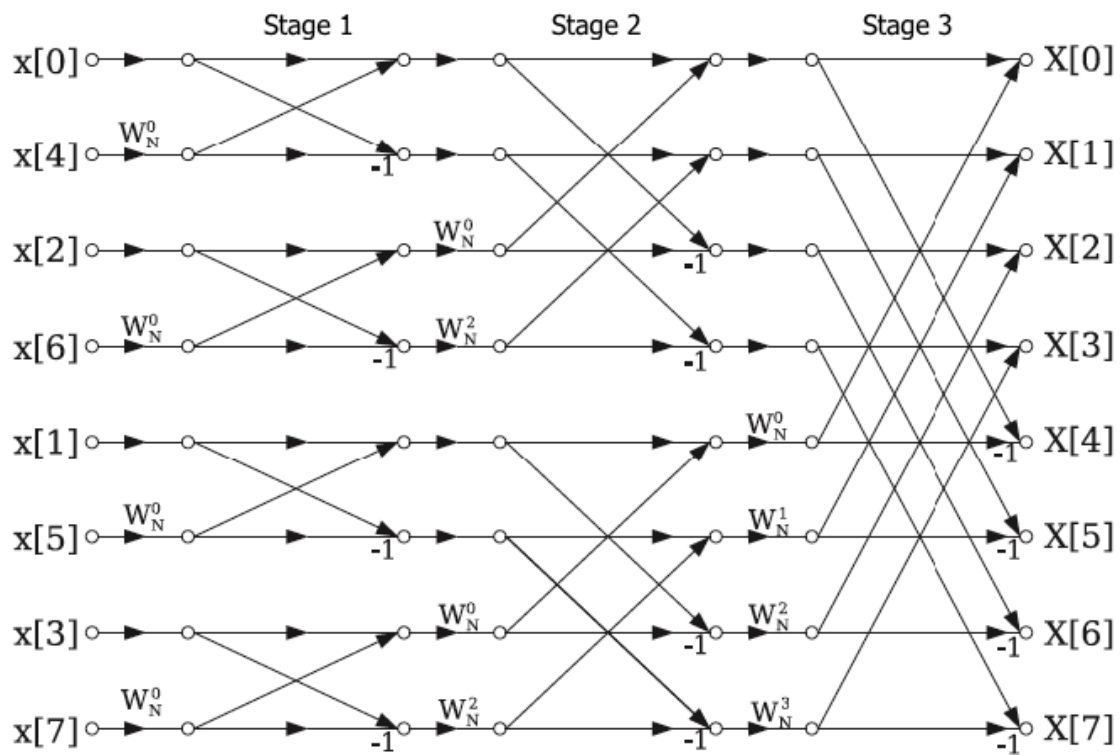 Stage 1 Stage 2 Stage 3
x[0] X[0]
W_N^0
x[4] -1 X[1]
x[2] W_N^0 -1 X[2]
W_N^0 W_N^2
x[6] -1 -1 X[3]
x[1] W_N^0 -1 X[4]
W_N^0 W_N^1
x[5] -1 -1 X[5]
W_N^0 W_N^2
x[3] -1 -1 X[6]
W_N^0 W_N^2 W_N^3
x[7] -1 -1 -1 X[7]